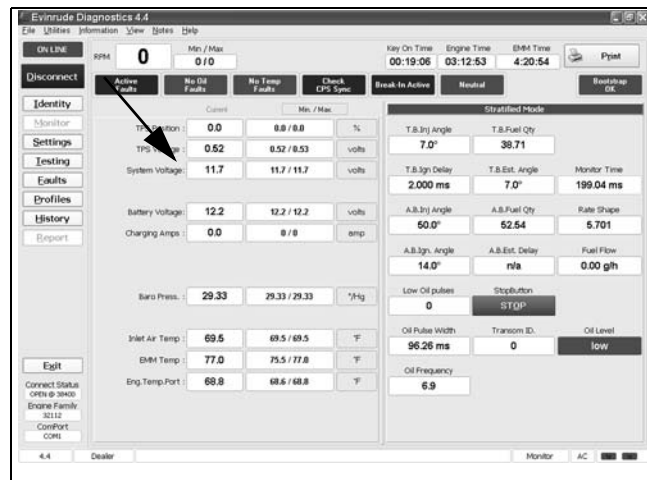 Evinrude Diagnostics 4.4
File Utilities Information View Notes Help
ON LINE
RPM 0 Min / Max 0 / 0
Key On Time Engine Time EMM Time
00:19:06 03:12:53 4:20:54 Print
Disconnect
Active Faults No Oil Faults No Temp Faults Check CPS Sync Break-In Active Neutral Bootstrap OK
Identity
Monitor
Settings
Testing
Faults
Profiles
History
Report
Exit
Connect Status
OPEN @ 38400
Engine Family
32112
ComPort
COM1
Current Min. / Max.
TPS Position : 0.0 0.0 / 0.0 %
TPS Voltage : 0.52 0.52 / 0.53 volts
System Voltage: 11.7 11.7 / 11.7 volts
Battery Voltage: 12.2 12.2 / 12.2 volts
Charging Amps : 0.0 0 / 0 amp
Baro Press. : 29.33 29.33 / 29.33 "/Hg
Inlet Air Temp : 69.5 69.5 / 69.5 °F
EMM Temp : 77.0 75.5 / 77.0 °F
Eng.Temp.Port : 68.8 68.6 / 68.8 °F
Stratified Mode
T.B.Inj Angle T.B.Fuel Qty
7.0° 38.71
T.B.Ign Delay T.B.Est. Angle Monitor Time
2.000 ms 7.0° 199.04 ms
A.B.Inj Angle A.B.Fuel Qty Rate Shape
50.0° 52.54 5.701
A.B.Ign. Angle A.B.Est. Delay Fuel Flow
14.0° n/a 0.00 g/h
Low Oil pulses StopButton
0 STOP
Oil Pulse Width Transom ID. Oil Level
96.26 ms 0 low
Oil Frequency
6.9
4.4 Dealer Monitor AC